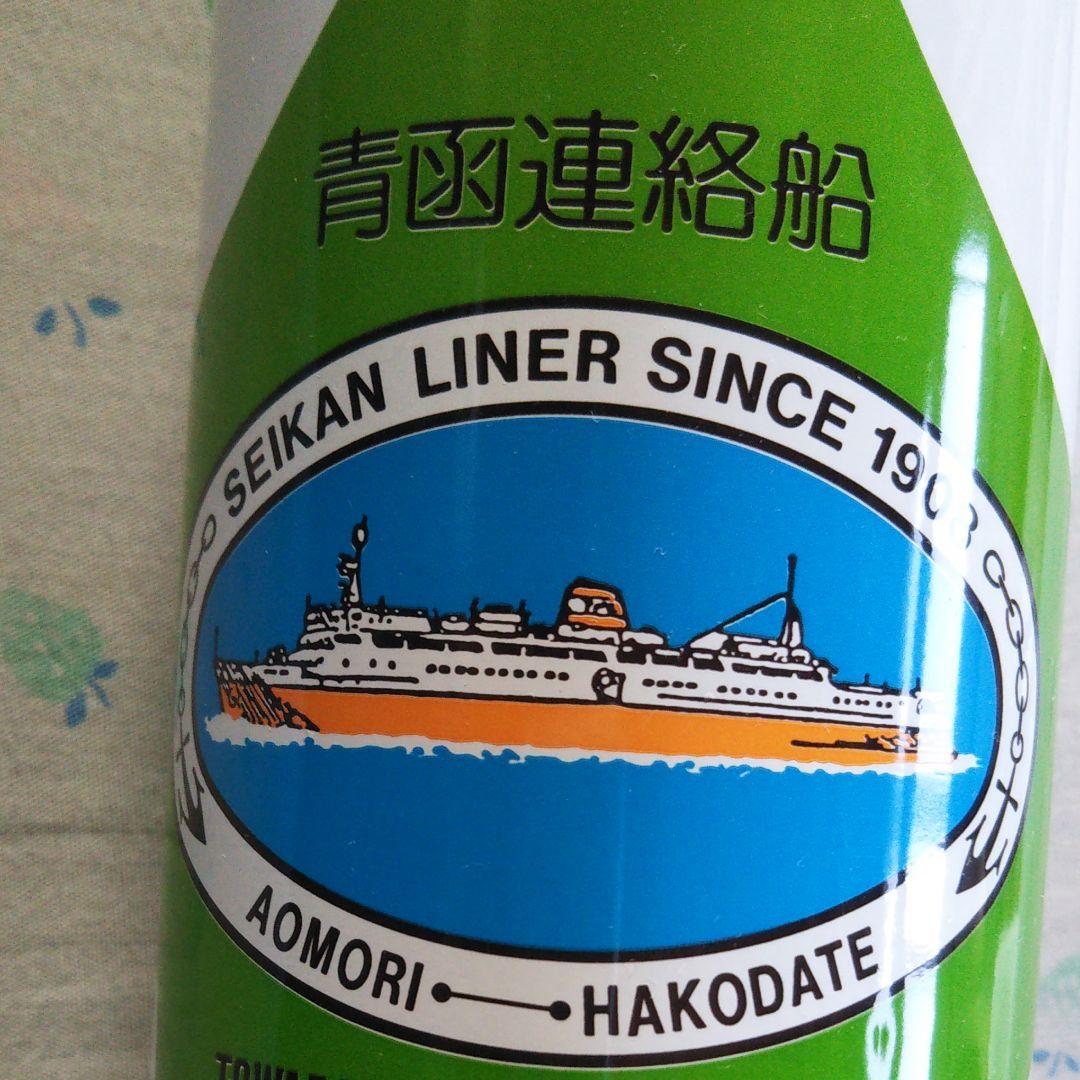 青函連絡船
SEIKAN LINER SINCE 1908
AOMORI HAKODATE